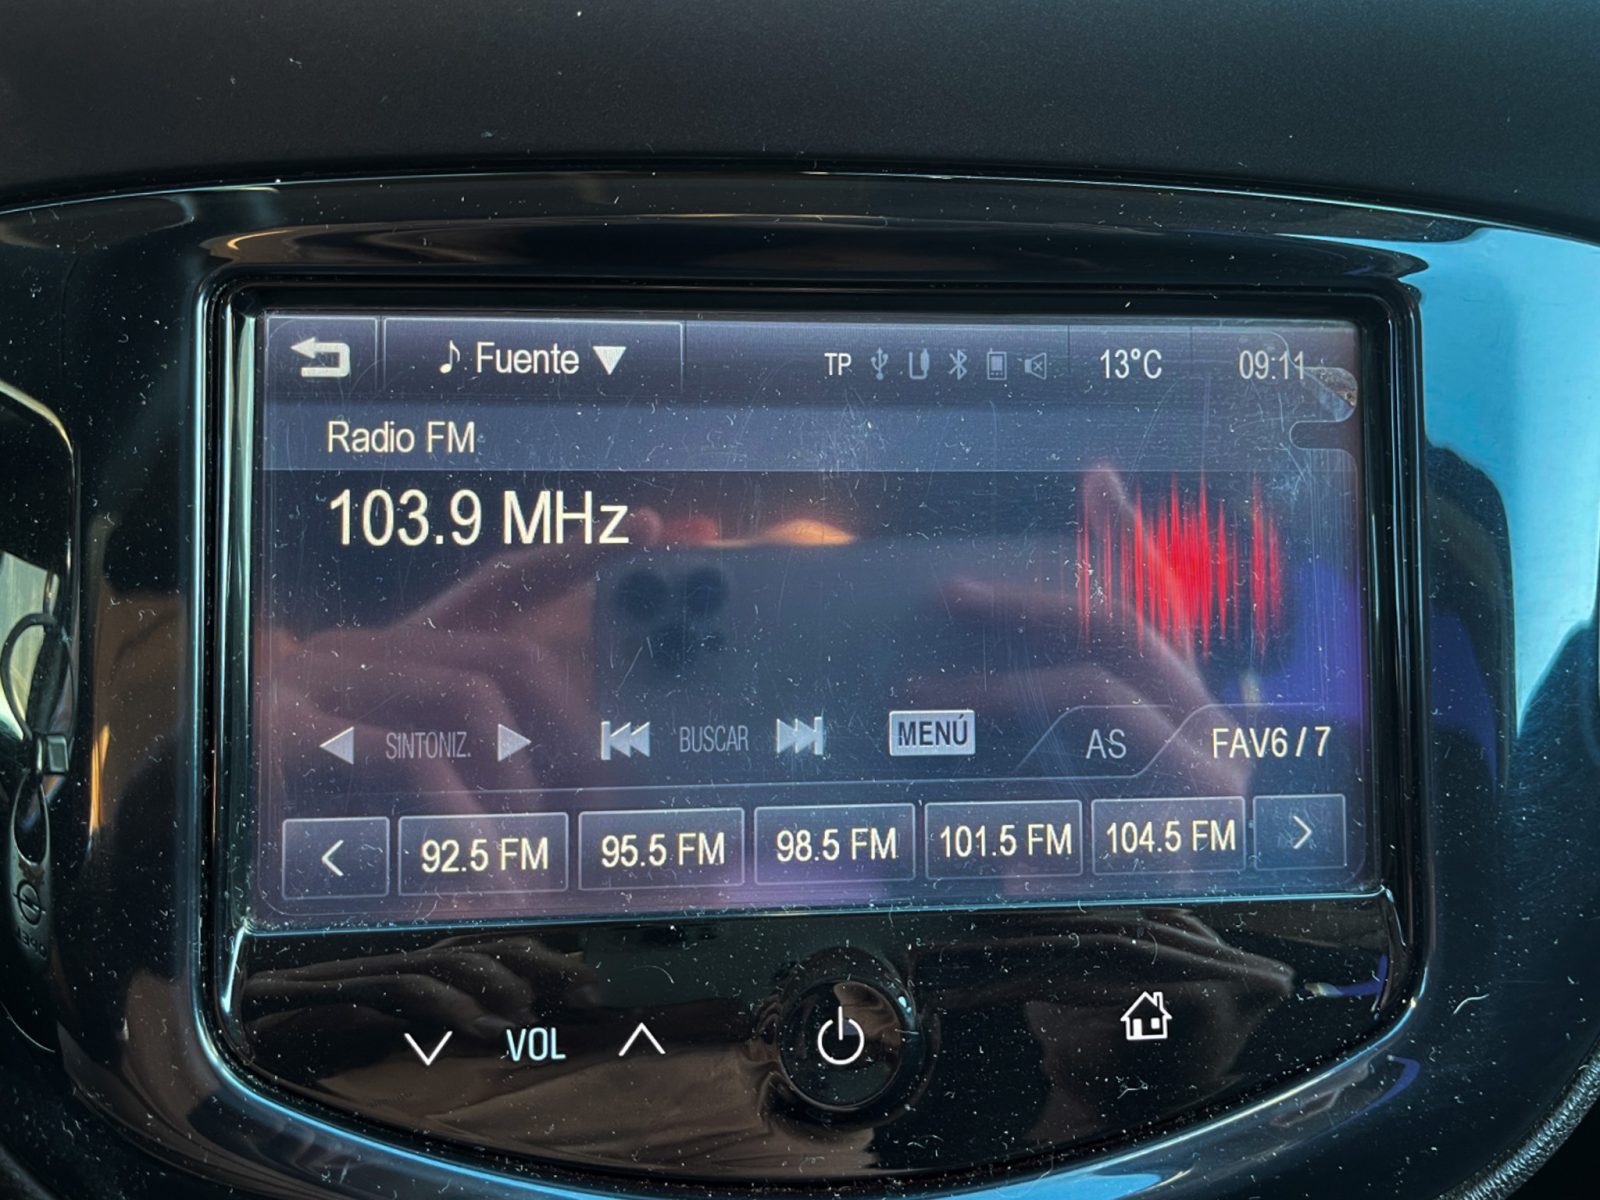 Fuente TP 13°C 09:11
Radio FM
103.9 MHz
SINTONIZ. BUSCAR MENÚ AS FAV6 / 7
92.5 FM 95.5 FM 98.5 FM 101.5 FM 104.5 FM
VOL